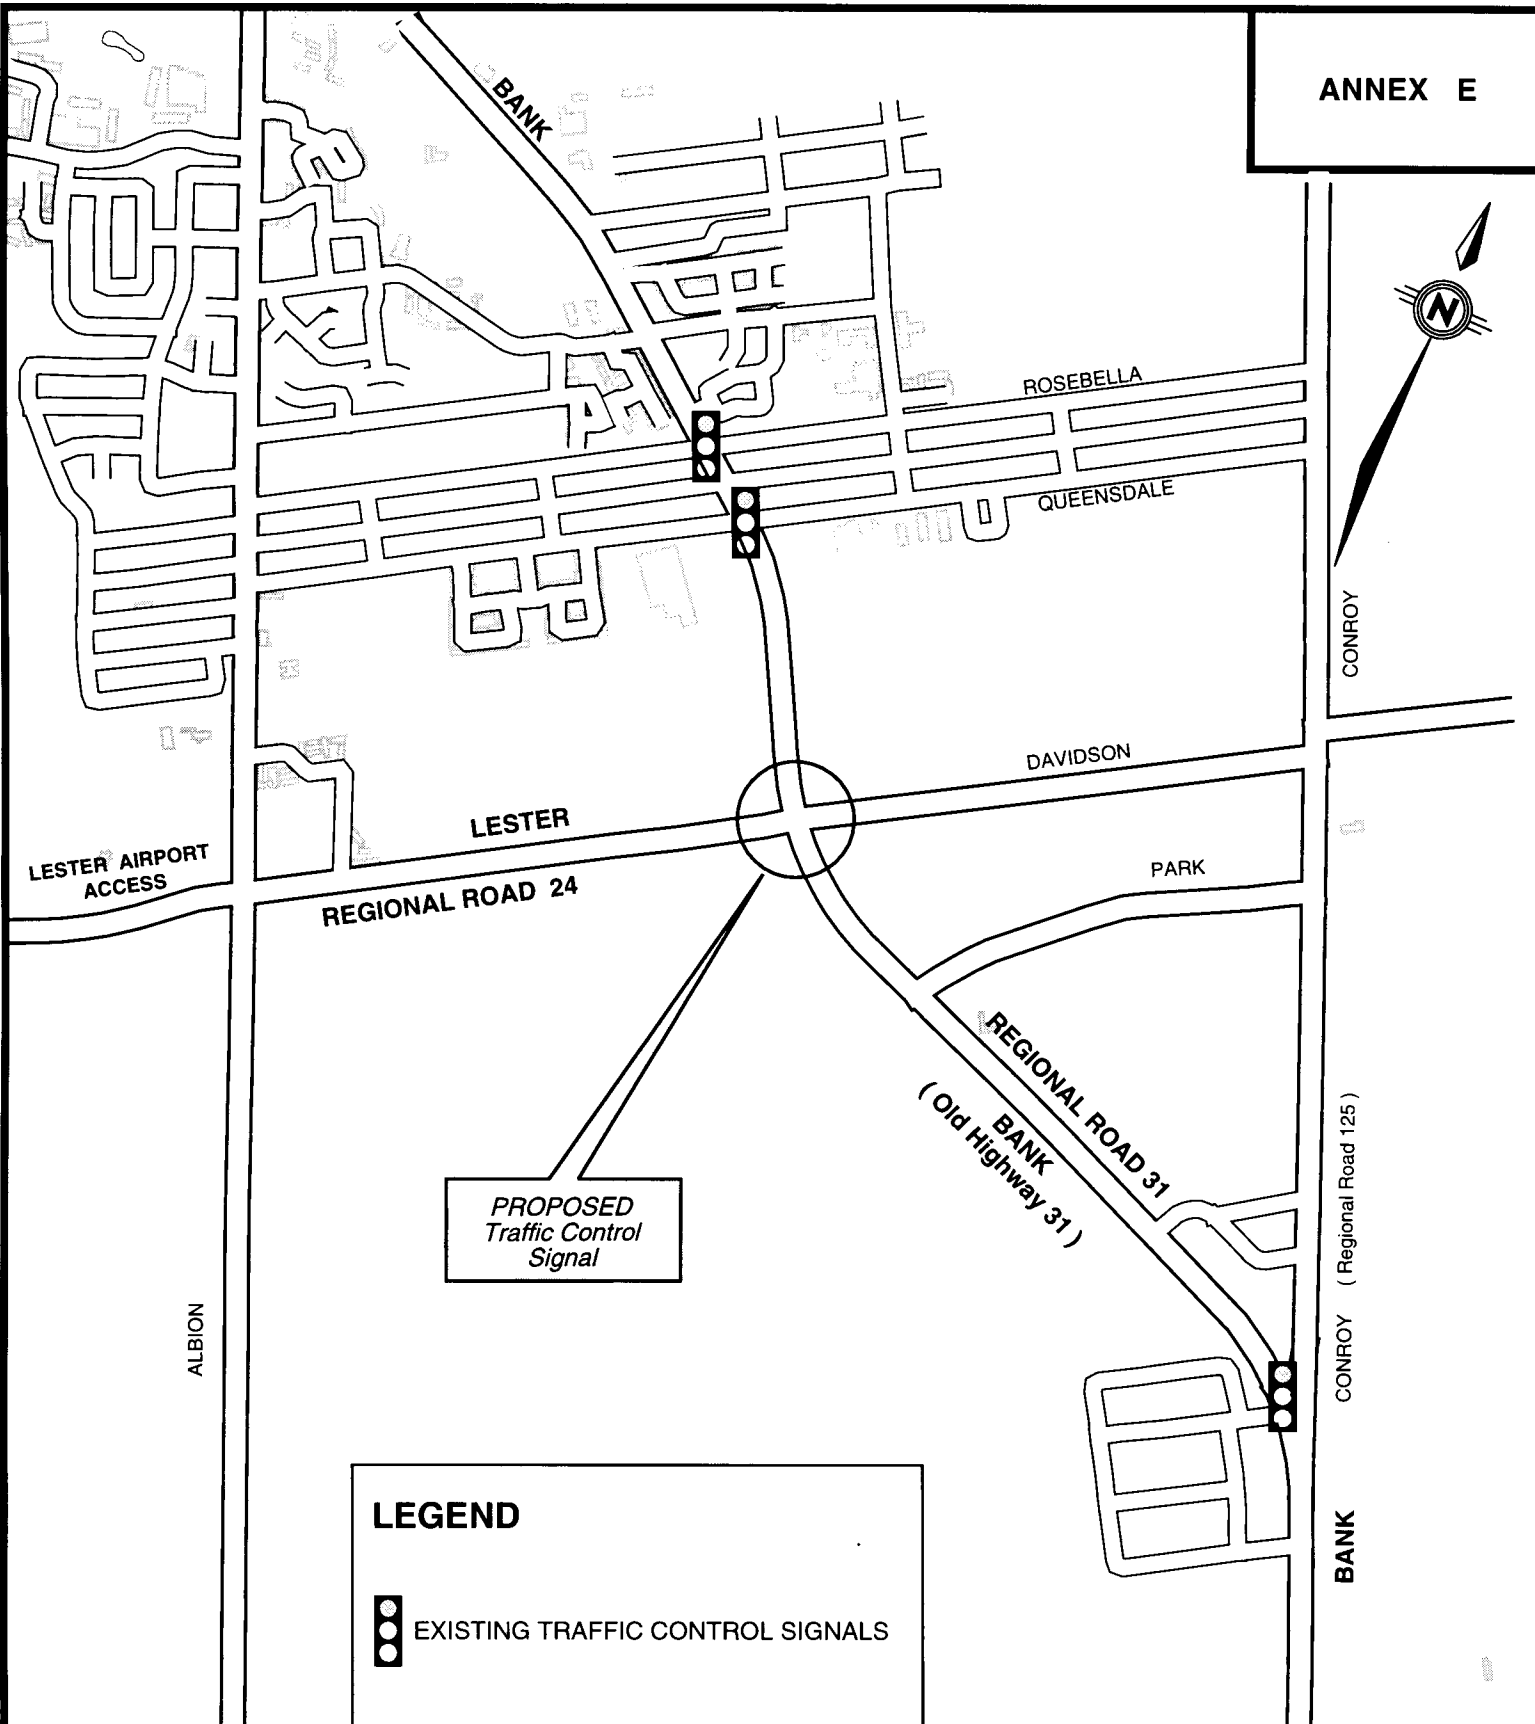 ANNEX E
BANK
N
ROSEBELLA
QUEENSDALE
CONROY
DAVIDSON
LESTER
LESTER AIRPORT
ACCESS
REGIONAL ROAD 24
PARK
REGIONAL ROAD 31
BANK
( Old Highway 31 )
PROPOSED
Traffic Control
Signal
ALBION
CONROY ( Regional Road 125 )
BANK
LEGEND
EXISTING TRAFFIC CONTROL SIGNALS